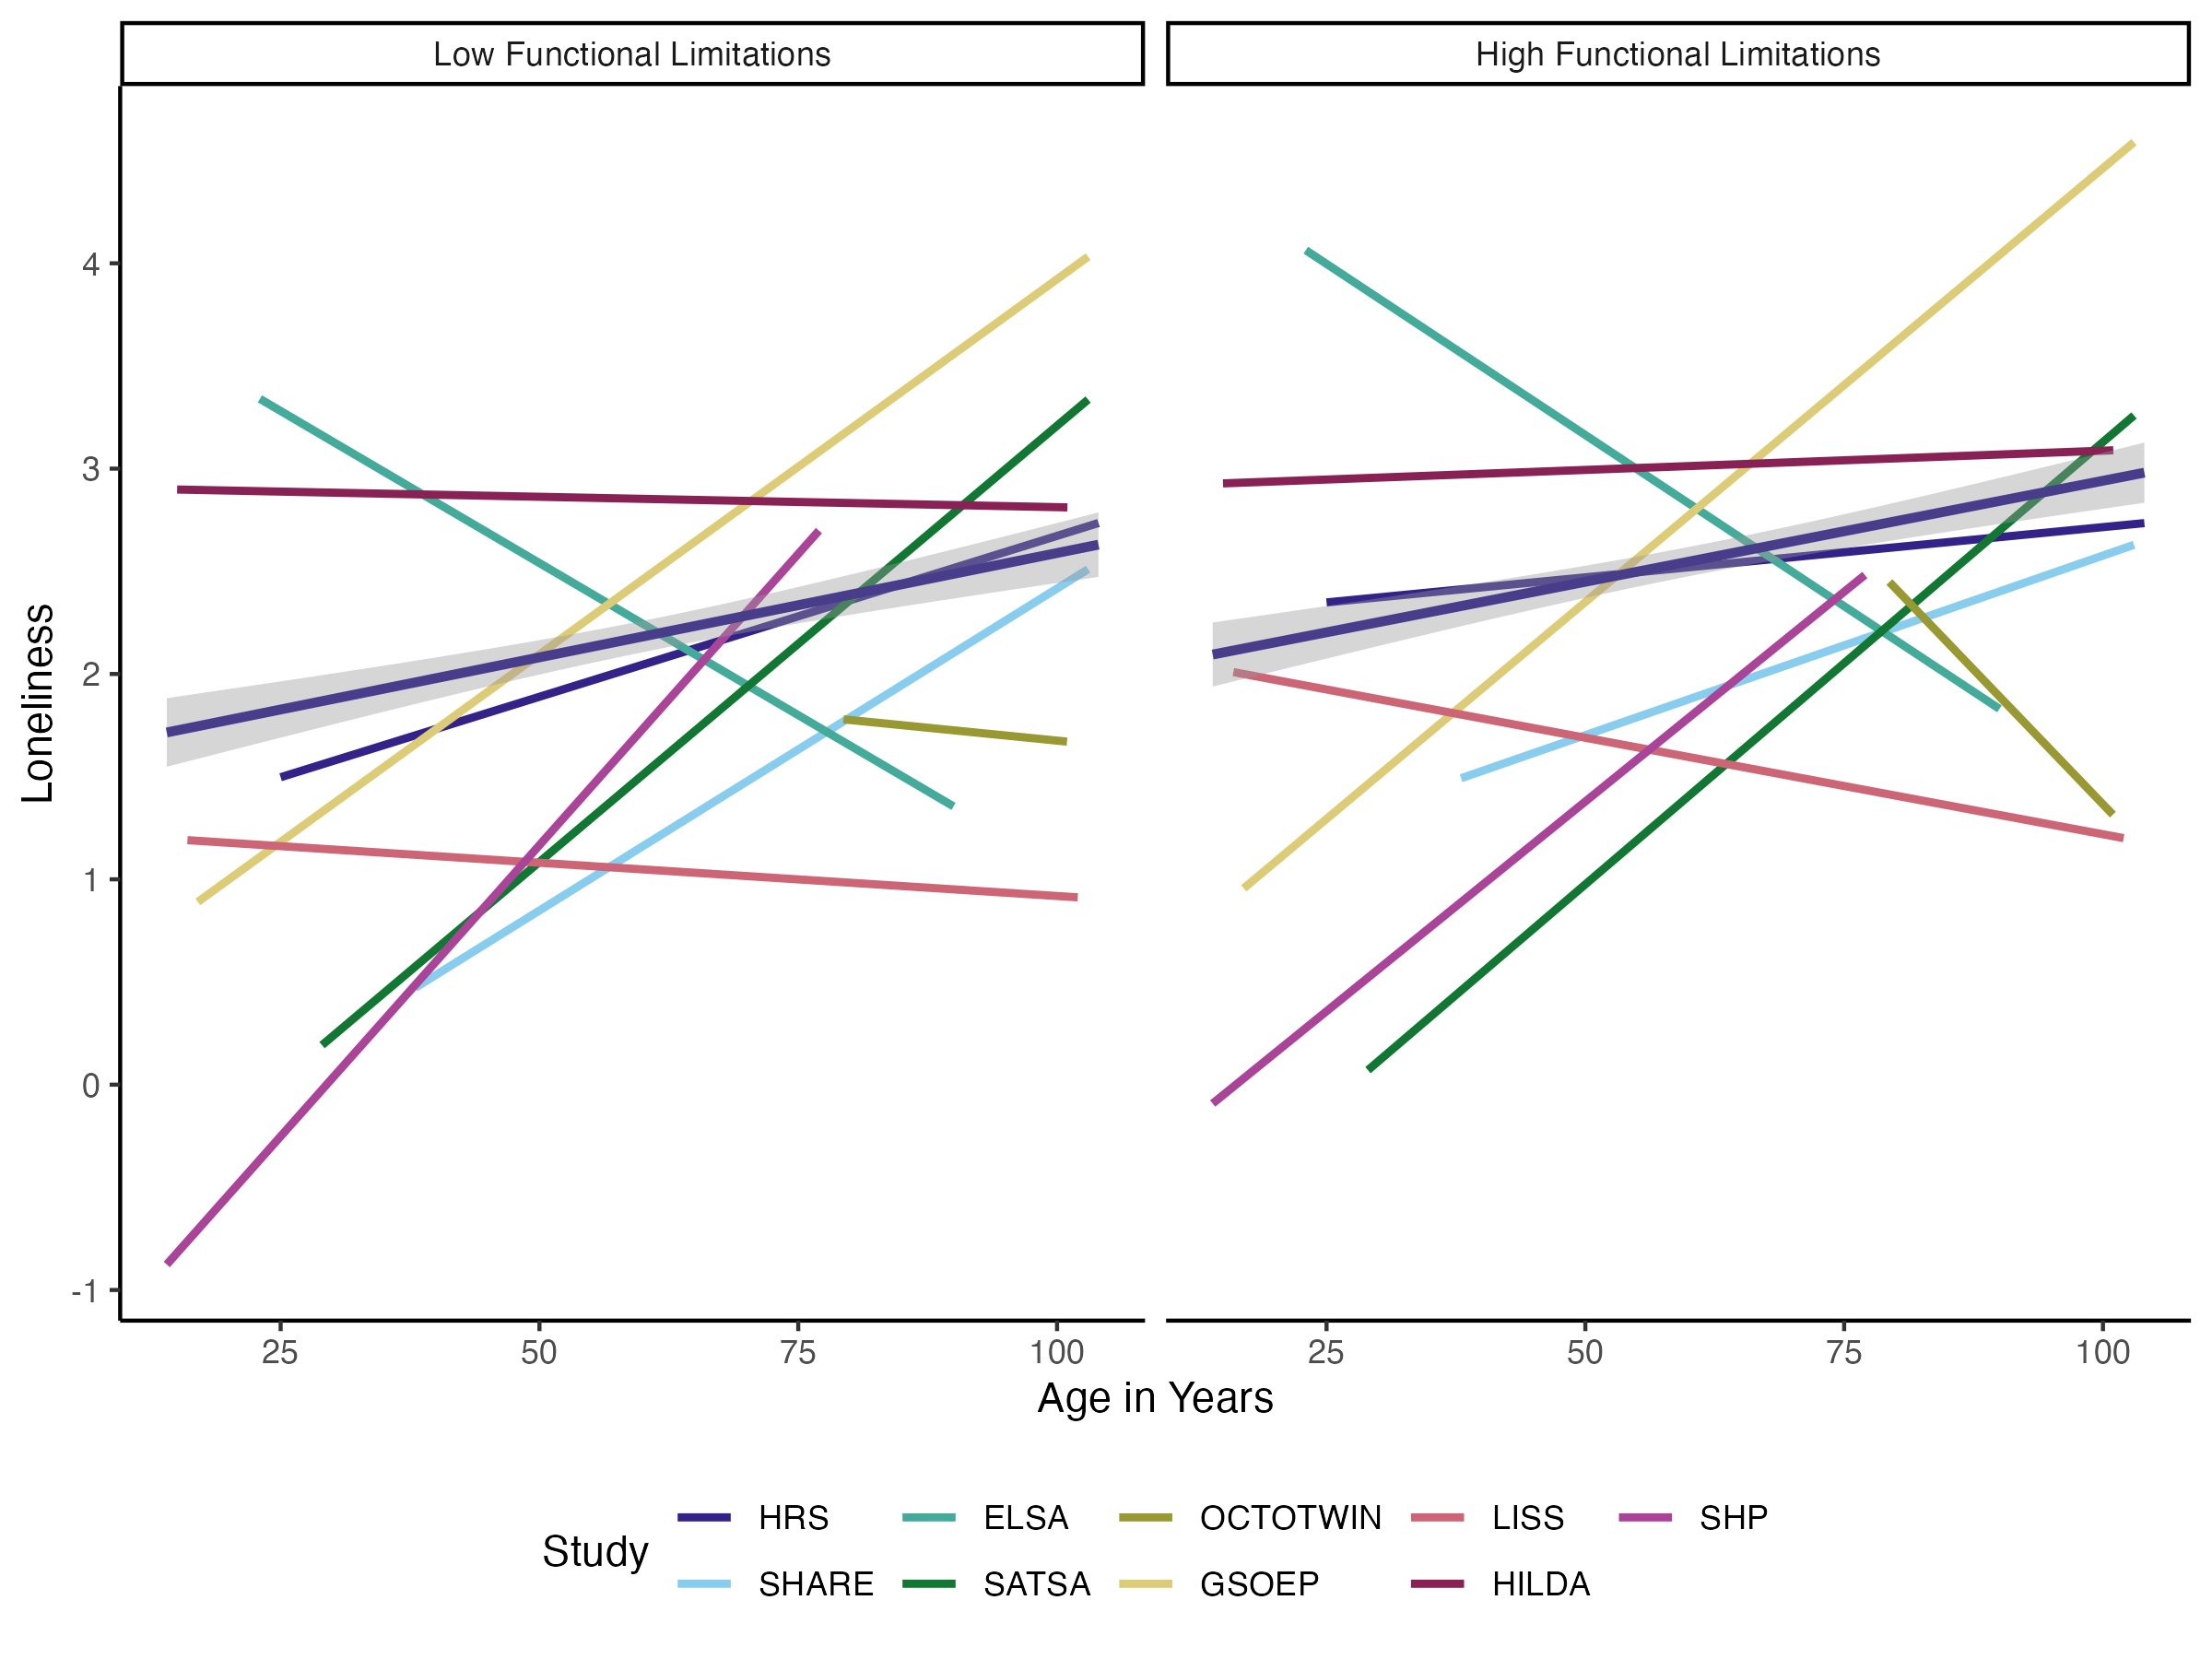 Low Functional Limitations
High Functional Limitations
4
3
2
1
0
-1
Loneliness
25 50 75 100
25 50 75 100
Age in Years
Study
HRS ELSA OCTOTWIN LISS SHP
SHARE SATSA GSOEP HILDA